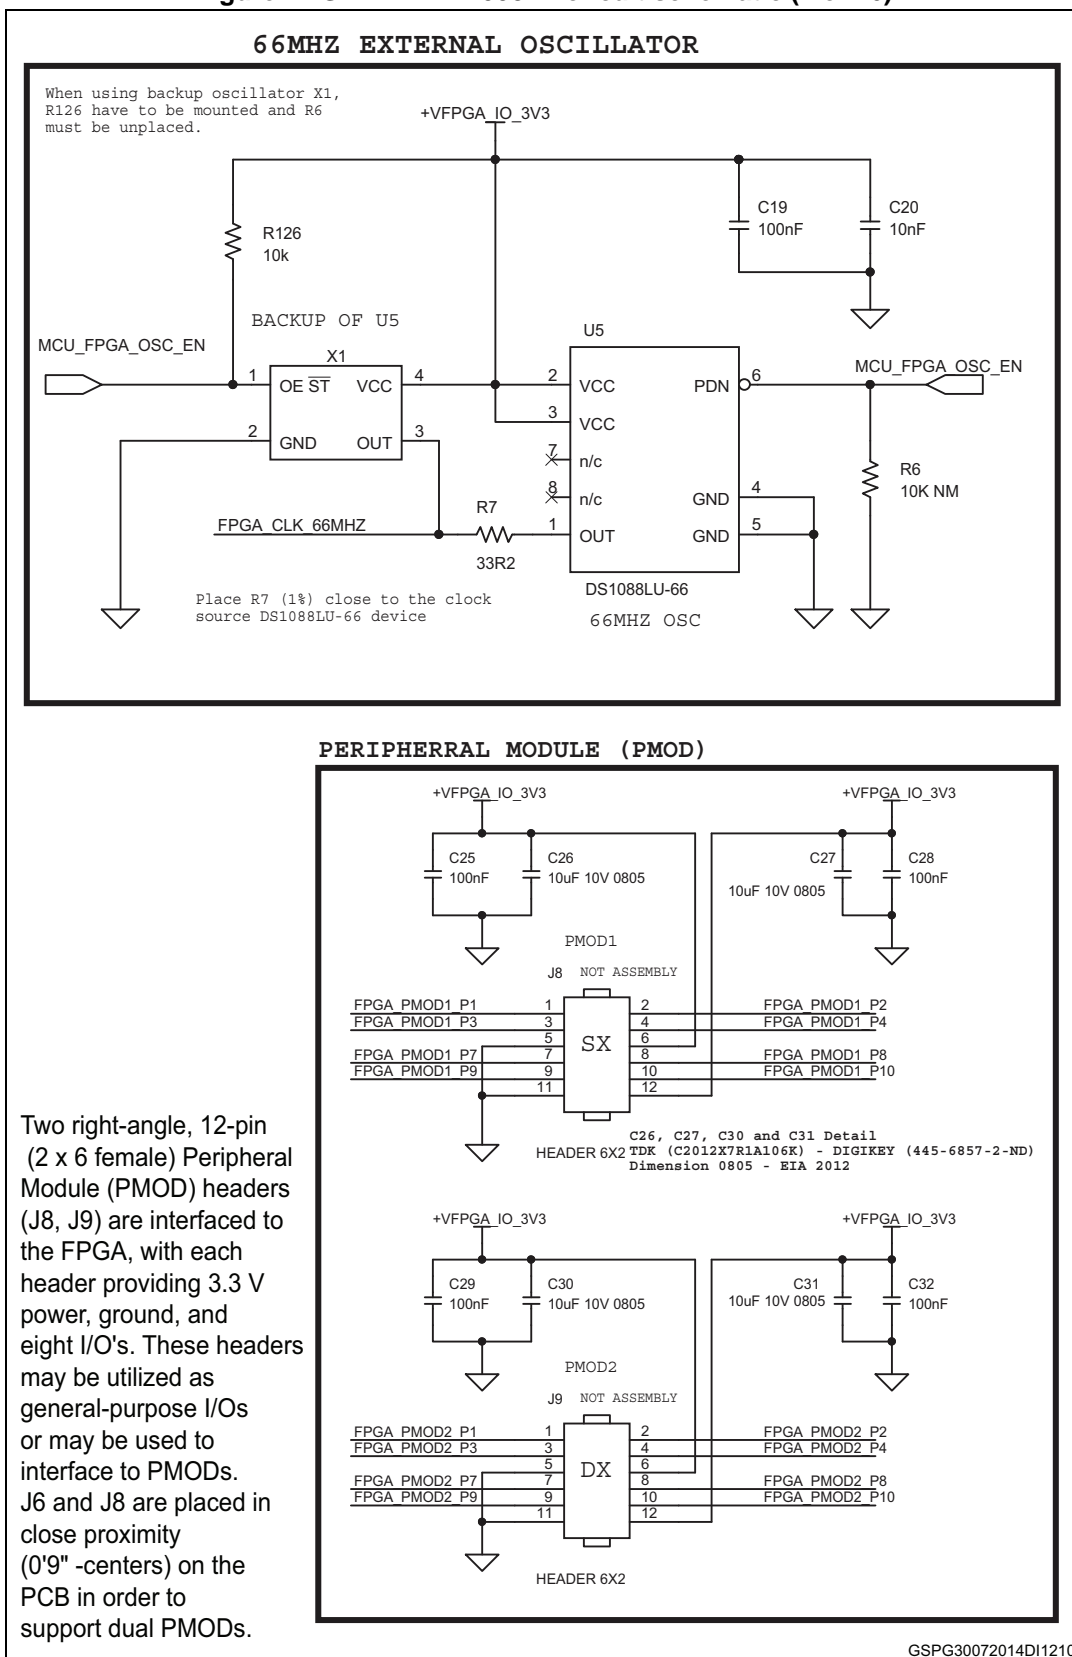 66MHZ EXTERNAL OSCILLATOR
When using backup oscillator X1,
R126 have to be mounted and R6
must be unplaced.
+VFPGA_IO_3V3
C19
100nF
C20
10nF
R126
10k
BACKUP OF U5
MCU_FPGA_OSC_EN
X1
1 OE ST VCC 4
2 GND OUT 3
U5
2 VCC PDN 6
3 VCC
7 n/c
8 n/c GND 4
1 OUT GND 5
MCU_FPGA_OSC_EN
R6
10K NM
R7
33R2
FPGA_CLK_66MHZ
DS1088LU-66
66MHZ OSC
Place R7 (1%) close to the clock
source DS1088LU-66 device
PERIPHERRAL MODULE (PMOD)
+VFPGA_IO_3V3
+VFPGA_IO_3V3
C25
100nF
C26
10uF 10V 0805
C27
10uF 10V 0805
C28
100nF
PMOD1
J8 NOT ASSEMBLY
FPGA_PMOD1_P1 1 2 FPGA_PMOD1_P2
FPGA_PMOD1_P3 3 4 FPGA_PMOD1_P4
5 SX 6
FPGA_PMOD1_P7 7 8 FPGA_PMOD1_P8
FPGA_PMOD1_P9 9 10 FPGA_PMOD1_P10
11 12
HEADER 6X2
C26, C27, C30 and C31 Detail
TDK (C2012X7R1A106K) - DIGIKEY (445-6857-2-ND)
Dimension 0805 - EIA 2012
+VFPGA_IO_3V3
+VFPGA_IO_3V3
C29
100nF
C30
10uF 10V 0805
C31
10uF 10V 0805
C32
100nF
PMOD2
J9 NOT ASSEMBLY
FPGA_PMOD2_P1 1 2 FPGA_PMOD2_P2
FPGA_PMOD2_P3 3 4 FPGA_PMOD2_P4
5 DX 6
FPGA_PMOD2_P7 7 8 FPGA_PMOD2_P8
FPGA_PMOD2_P9 9 10 FPGA_PMOD2_P10
11 12
HEADER 6X2
Two right-angle, 12-pin
(2 x 6 female) Peripheral
Module (PMOD) headers
(J8, J9) are interfaced to
the FPGA, with each
header providing 3.3 V
power, ground, and
eight I/O's. These headers
may be utilized as
general-purpose I/Os
or may be used to
interface to PMODs.
J6 and J8 are placed in
close proximity
(0'9" -centers) on the
PCB in order to
support dual PMODs.
GSPG30072014DI1210